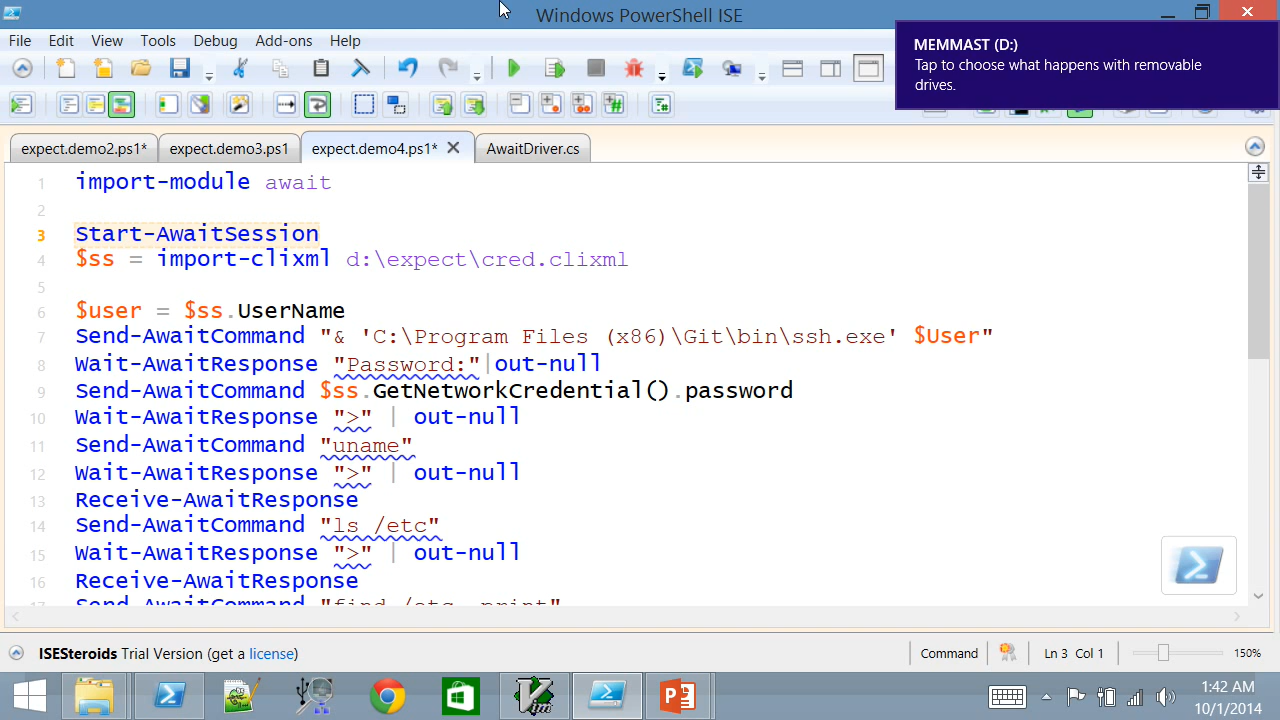 Windows PowerShell ISE
MEMMAST (D:)
Tap to choose what happens with removable
drives.
File Edit View Tools Debug Add-ons Help
expect.demo2.ps1* expect.demo3.ps1 expect.demo4.ps1* AwaitDriver.cs
1 import-module await
2
3 Start-AwaitSession
4 $ss = import-clixml d:\expect\cred.clixml
5
6 $user = $ss.UserName
7 Send-AwaitCommand "& 'C:\Program Files (x86)\Git\bin\ssh.exe' $User"
8 Wait-AwaitResponse "Password:"|out-null
9 Send-AwaitCommand $ss.GetNetworkCredential().password
10 Wait-AwaitResponse ">" | out-null
11 Send-AwaitCommand "uname"
12 Wait-AwaitResponse ">" | out-null
13 Receive-AwaitResponse
14 Send-AwaitCommand "ls /etc"
15 Wait-AwaitResponse ">" | out-null
16 Receive-AwaitResponse
17 Send-AwaitCommand "find /etc -print"
ISESteroids Trial Version (get a license)
Command Ln 3 Col 1 150%
1:42 AM
10/1/2014